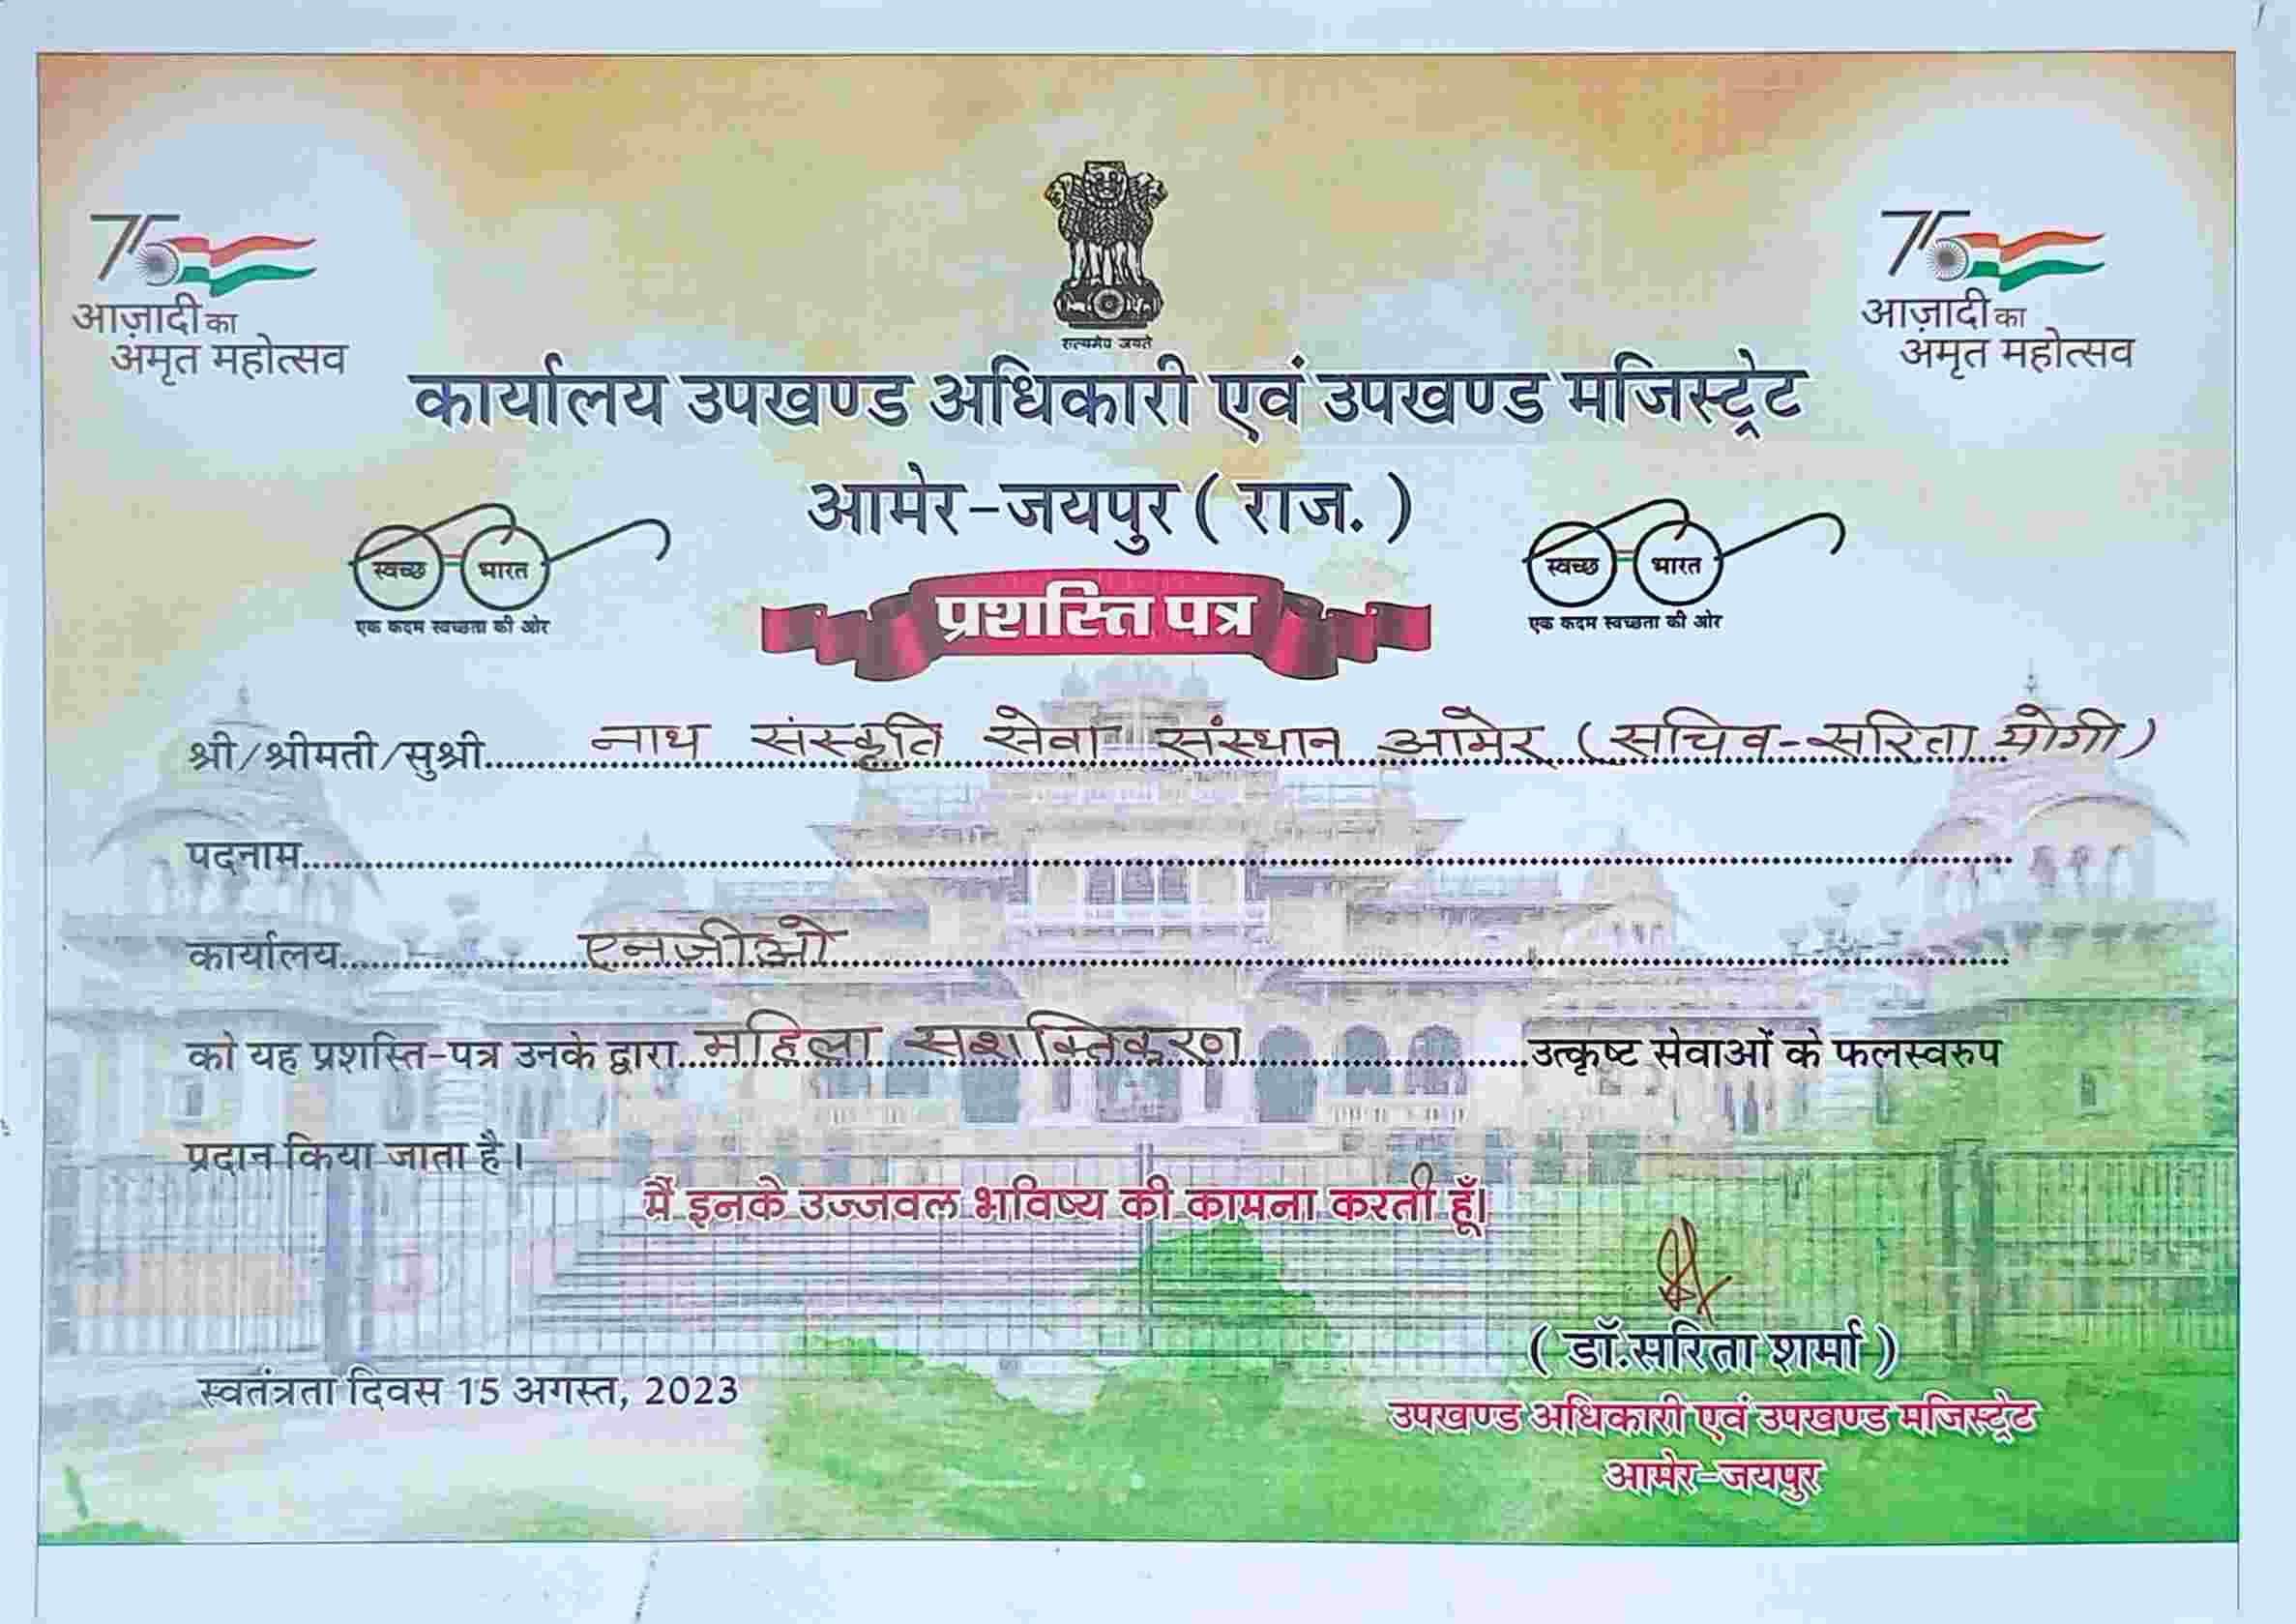 75
आज़ादी का
अमृत महोत्सव
75
आज़ादी का
अमृत महोत्सव
सत्यमेव जयते
कार्यालय उपखण्ड अधिकारी एवं उपखण्ड मजिस्ट्रेट
आमेर-जयपुर ( राज. )
स्वच्छ भारत
एक कदम स्वच्छता की ओर
स्वच्छ भारत
एक कदम स्वच्छता की ओर
प्रशस्ति पत्र
श्री/श्रीमती/सुशी नाथ संस्कृति सेवा संस्थान आमेर (सचिव-सरिता योगी)
पदनाम
कार्यालय एनजीओ
को यह प्रशस्ति-पत्र उनके द्वारा महिला सशक्तिकरण उत्कृष्ट सेवाओं के फलस्वरुप
प्रदान किया जाता है।
मैं इनके उज्जवल भविष्य की कामना करती हूँ।
( डॉ.सरिता शर्मा )
स्वतंत्रता दिवस 15 अगस्त, 2023
उपखण्ड अधिकारी एवं उपखण्ड मजिस्ट्रेट
आमेर-जयपुर